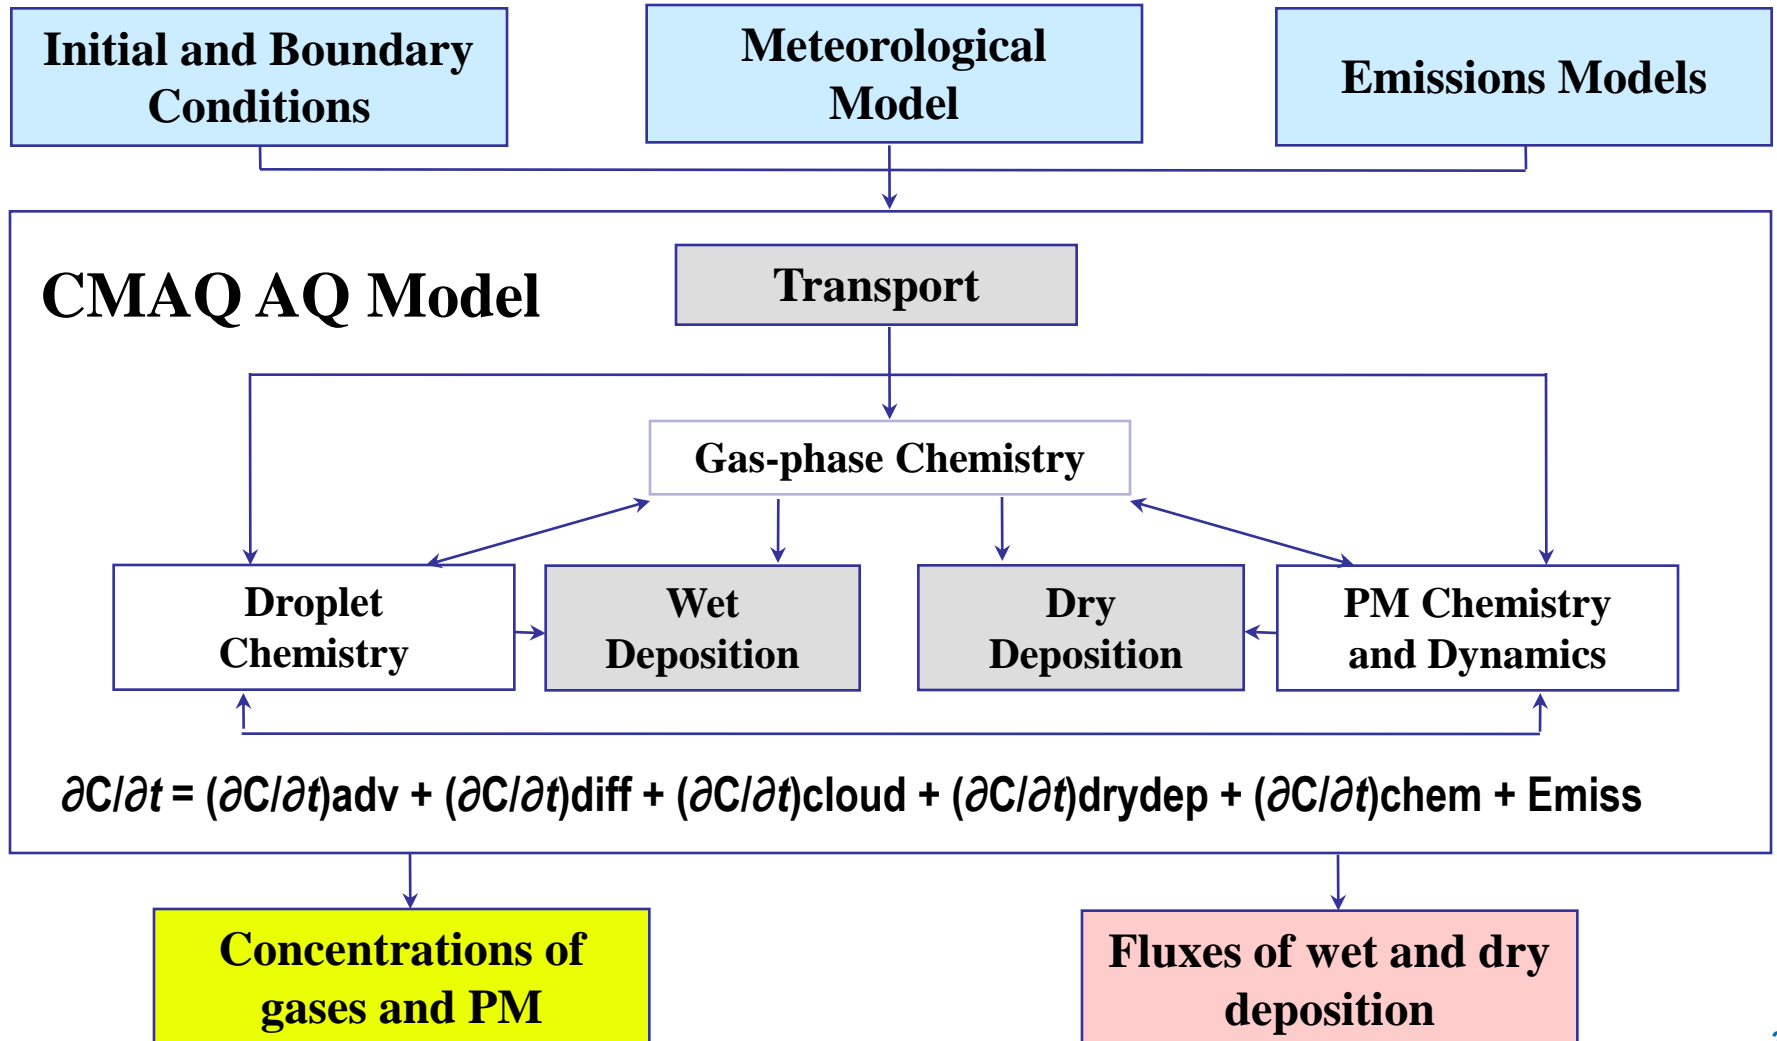 Initial and Boundary
Conditions
Meteorological
Model
Emissions Models
CMAQ AQ Model
Transport
Gas-phase Chemistry
Droplet
Chemistry
Wet
Deposition
Dry
Deposition
PM Chemistry
and Dynamics
∂C/∂t = (∂C/∂t)adv + (∂C/∂t)diff + (∂C/∂t)cloud + (∂C/∂t)drydep + (∂C/∂t)chem + Emiss
Concentrations of
gases and PM
Fluxes of wet and dry
deposition